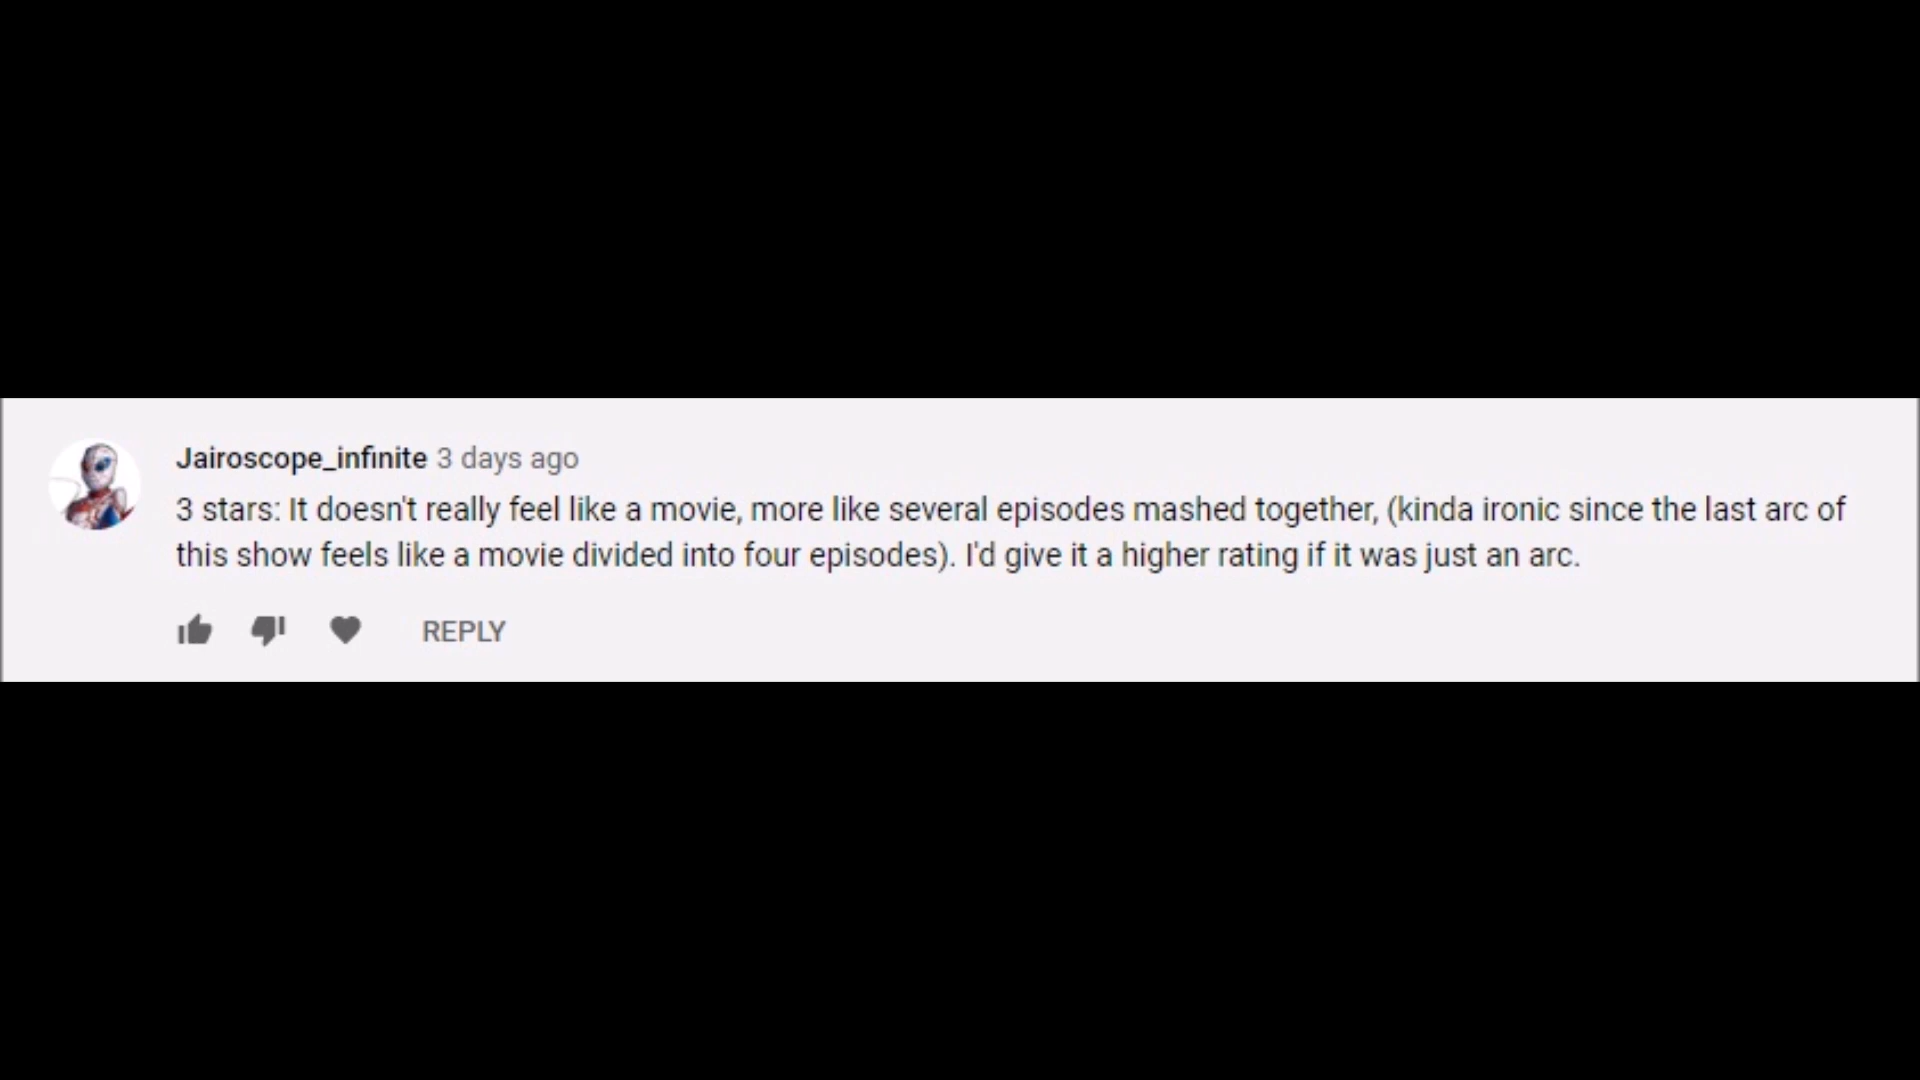 Jairoscope_infinite 3 days ago
3 stars: It doesn't really feel like a movie, more like several episodes mashed together, (kinda ironic since the last arc of
this show feels like a movie divided into four episodes). I'd give it a higher rating if it was just an arc.
REPLY